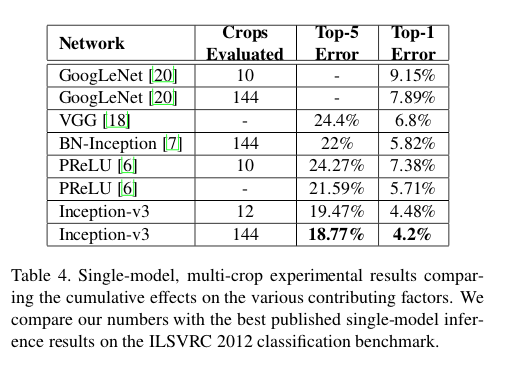 Network Crops Evaluated Top-5 Error Top-1 Error
GoogLeNet [20] 10 - 9.15%
GoogLeNet [20] 144 - 7.89%
VGG [18] - 24.4% 6.8%
BN-Inception [7] 144 22% 5.82%
PReLU [6] 10 24.27% 7.38%
PReLU [6] - 21.59% 5.71%
Inception-v3 12 19.47% 4.48%
Inception-v3 144 18.77% 4.2%
Table 4. Single-model, multi-crop experimental results compar-
ing the cumulative effects on the various contributing factors. We
compare our numbers with the best published single-model infer-
ence results on the ILSVRC 2012 classification benchmark.